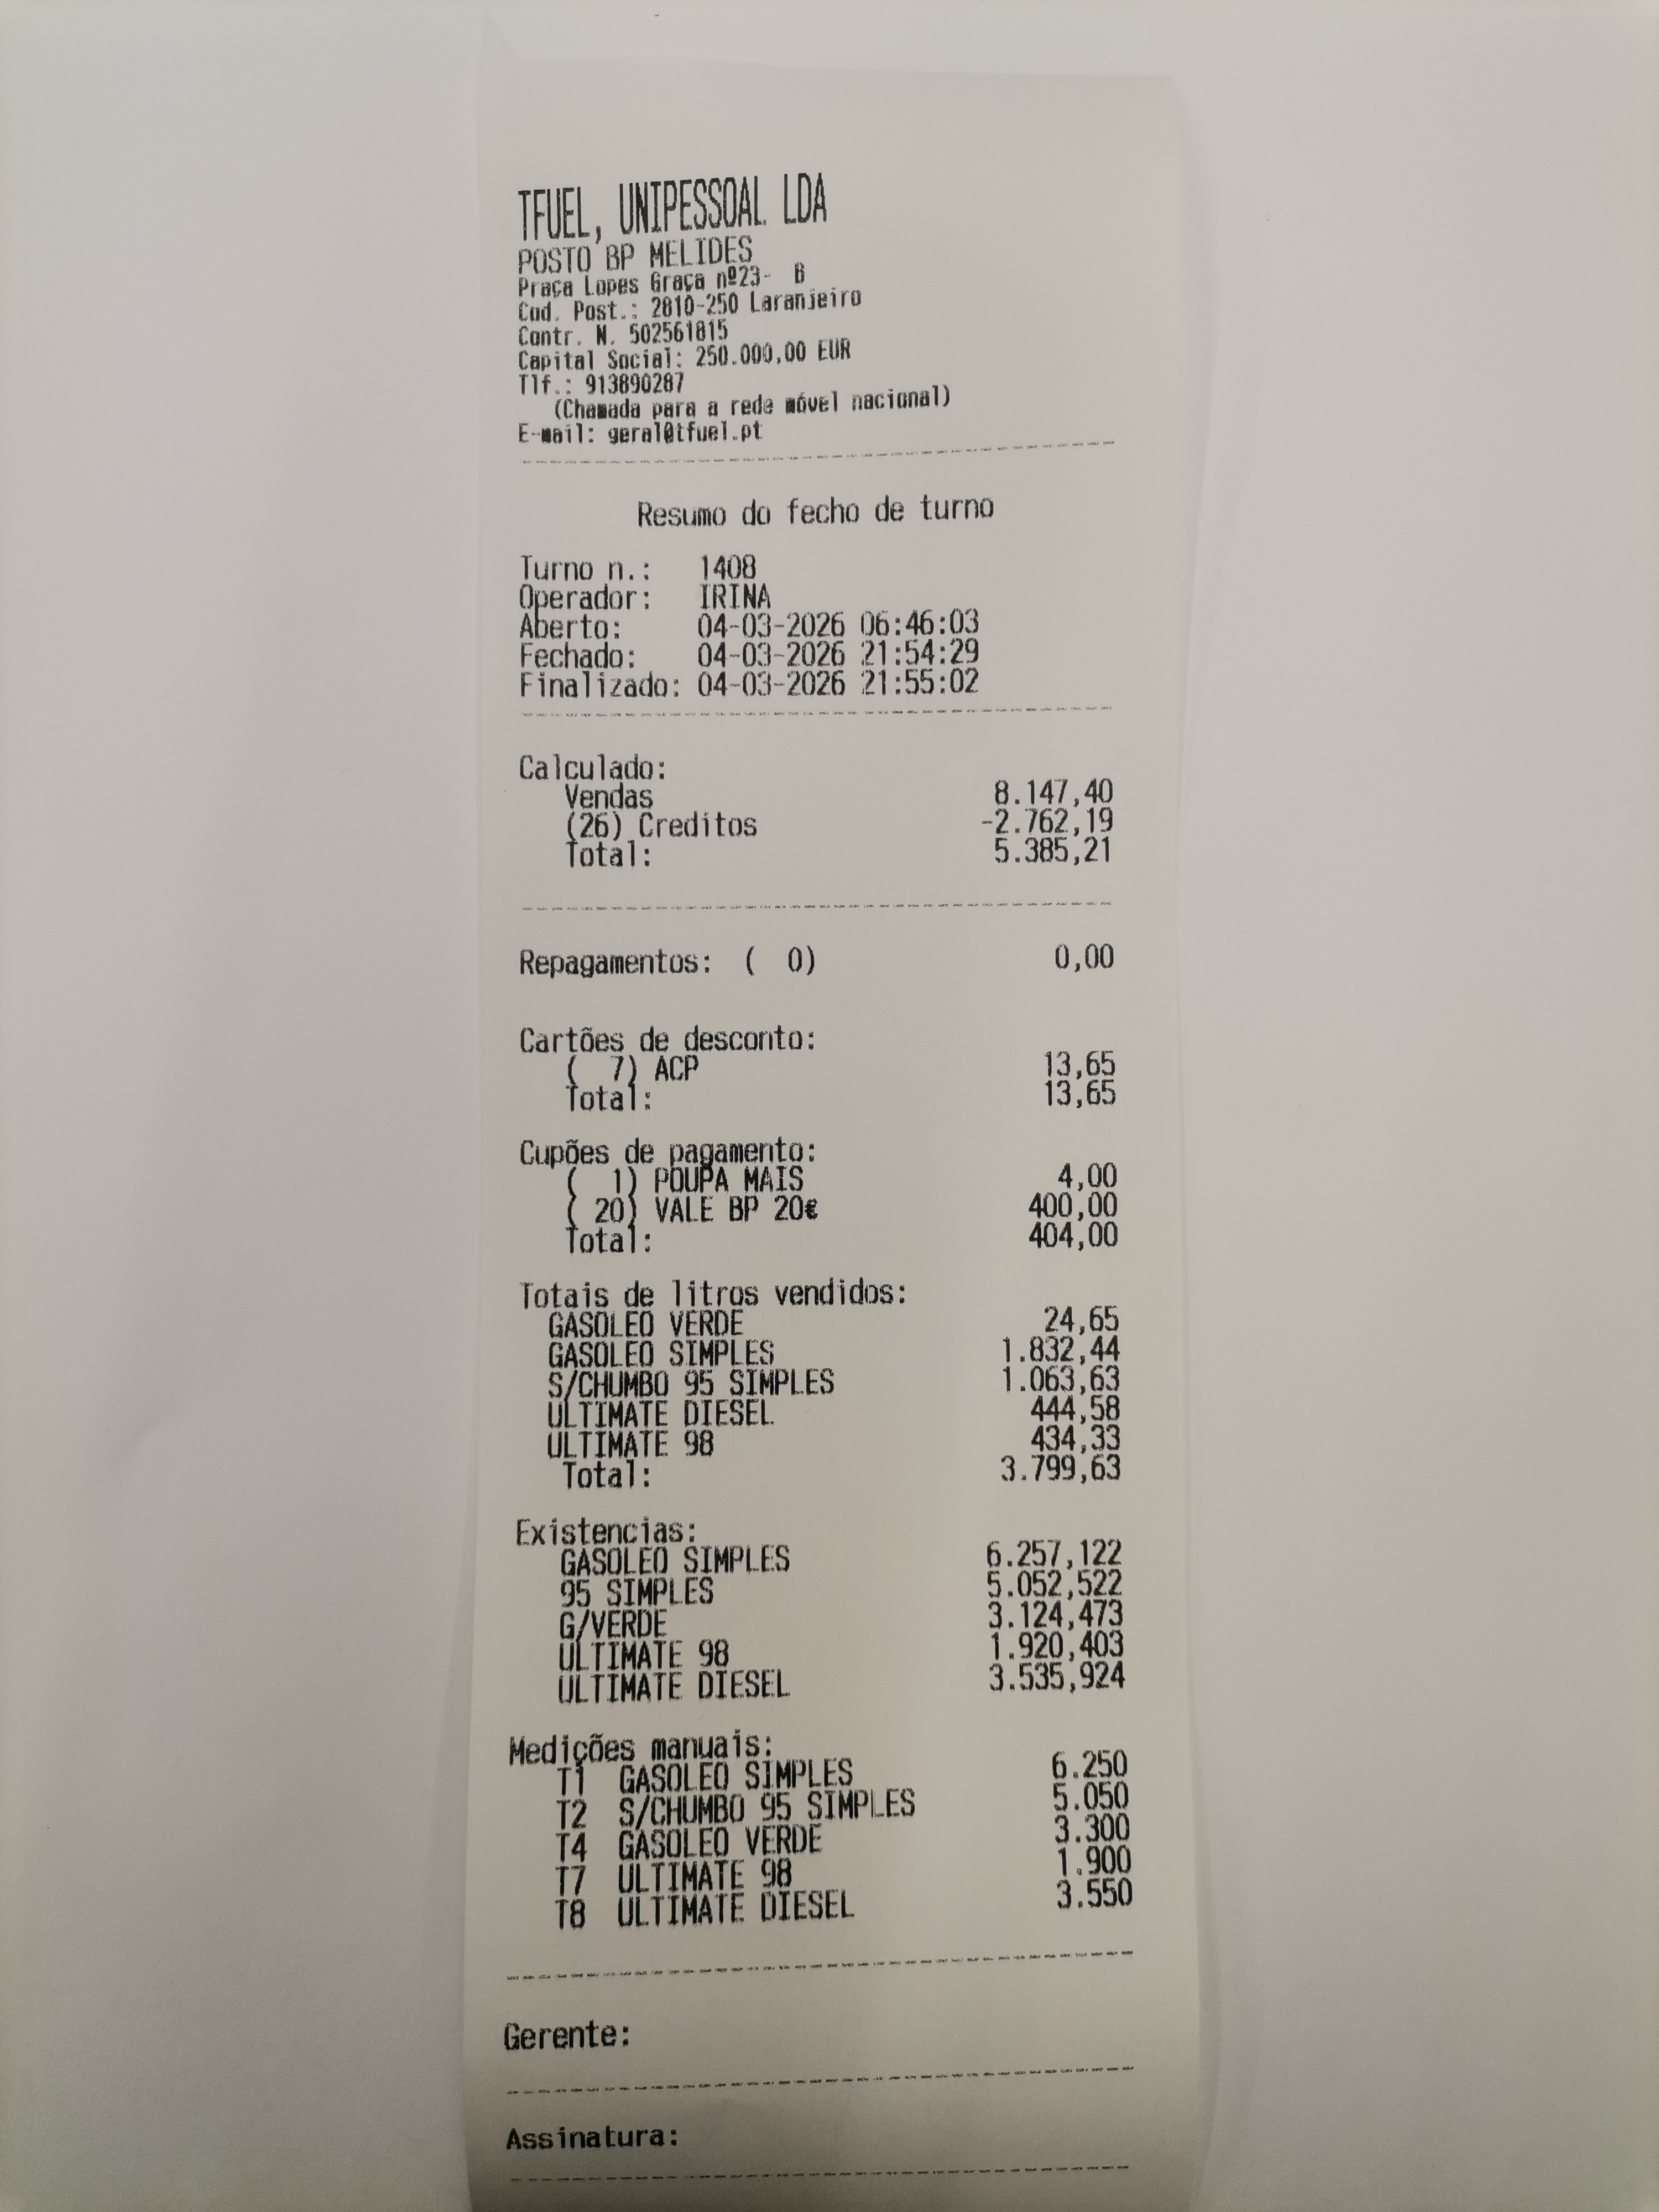 TFUEL, UNIPESSOAL LDA
POSTO BP MELIDES
Praça Lopes Graça nº23- B
Cod. Post.: 2810-250 Laranjeiro
Contr. N. 502561815
Capital Social: 250.000,00 EUR
Tlf.: 913890287
(Chamada para a rede móvel nacional)
E-mail: geral@tfuel.pt
Resumo do fecho de turno
Turno n.: 1408
Operador: IRINA
Aberto: 04-03-2026 06:46:03
Fechado: 04-03-2026 21:54:29
Finalizado: 04-03-2026 21:55:02
Calculado:
Vendas 8.147,40
(26) Creditos -2.762,19
Total: 5.385,21
Repagamentos: ( 0) 0,00
Cartões de desconto:
( 7) ACP 13,65
Total: 13,65
Cupões de pagamento:
( 1) POUPA MAIS 4,00
( 20) VALE BP 20€ 400,00
Total: 404,00
Totais de litros vendidos:
GASOLEO VERDE 24,65
GASOLEO SIMPLES 1.832,44
S/CHUMBO 95 SIMPLES 1.063,63
ULTIMATE DIESEL 444,58
ULTIMATE 98 434,33
Total: 3.799,63
Existencias:
GASOLEO SIMPLES 6.257,122
95 SIMPLES 5.052,522
G/VERDE 3.124,473
ULTIMATE 98 1.920,403
ULTIMATE DIESEL 3.535,924
Medições manuais:
T1 GASOLEO SIMPLES 6.250
T2 S/CHUMBO 95 SIMPLES 5.050
T4 GASOLEO VERDE 3.300
T7 ULTIMATE 98 1.900
T8 ULTIMATE DIESEL 3.550
Gerente:
Assinatura: